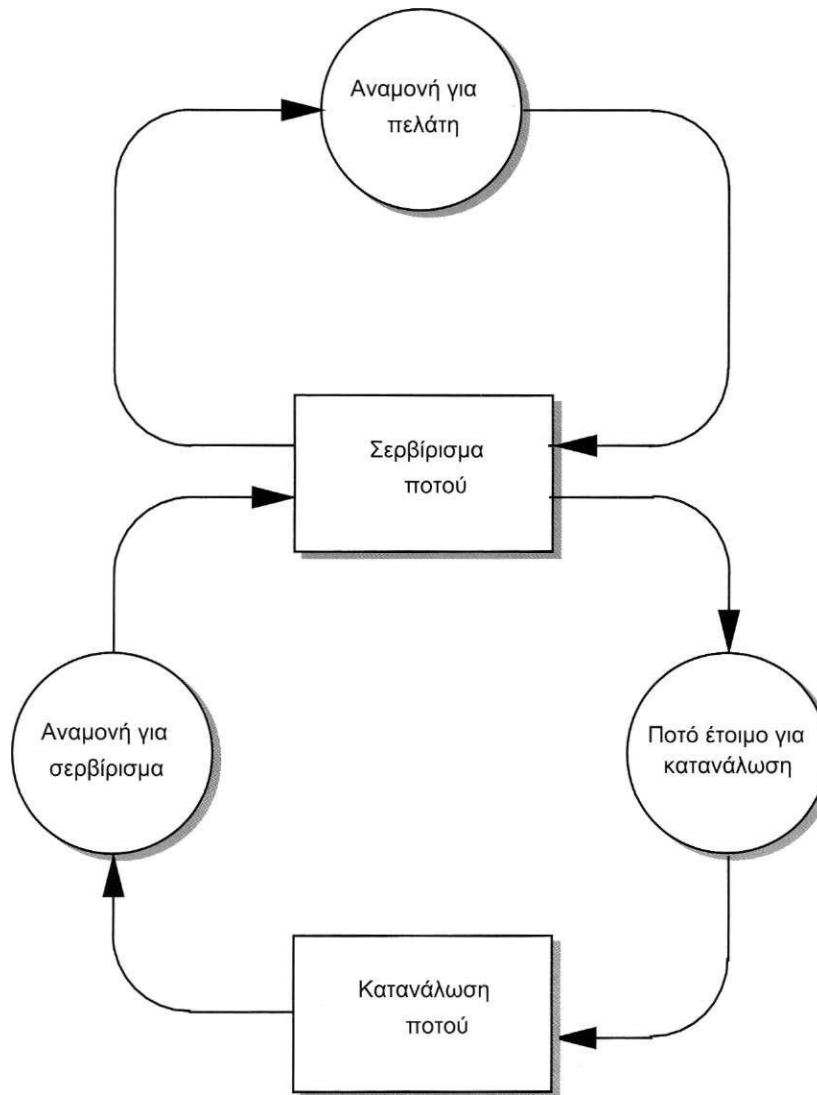 Αναμονή για
πελάτη
Σερβίρισμα
ποτού
Αναμονή για
σερβίρισμα
Ποτό έτοιμο για
κατανάλωση
Κατανάλωση
ποτού